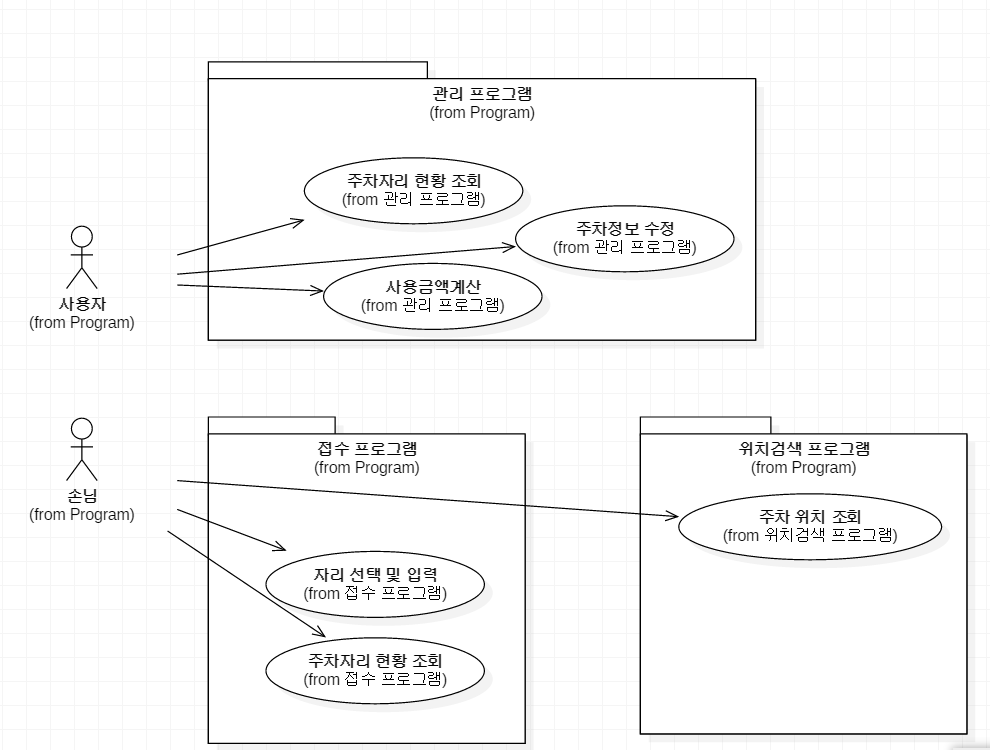 관리 프로그램
(from Program)
주차자리 현황 조회
(from 관리 프로그램)
주차정보 수정
(from 관리 프로그램)
사용금액계산
(from 관리 프로그램)
사용자
(from Program)
손님
(from Program)
접수 프로그램
(from Program)
자리 선택 및 입력
(from 접수 프로그램)
주차자리 현황 조회
(from 접수 프로그램)
위치검색 프로그램
(from Program)
주차 위치 조회
(from 위치검색 프로그램)